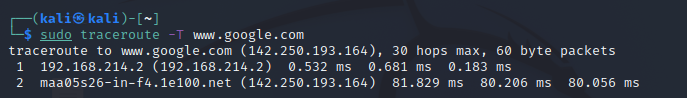 ┌──(kali㉿kali)-[~]
└─$ sudo traceroute -T www.google.com
traceroute to www.google.com (142.250.193.164), 30 hops max, 60 byte packets
 1  192.168.214.2 (192.168.214.2)  0.532 ms  0.681 ms  0.183 ms
 2  maa05s26-in-f4.1e100.net (142.250.193.164)  81.829 ms  80.206 ms  80.056 ms